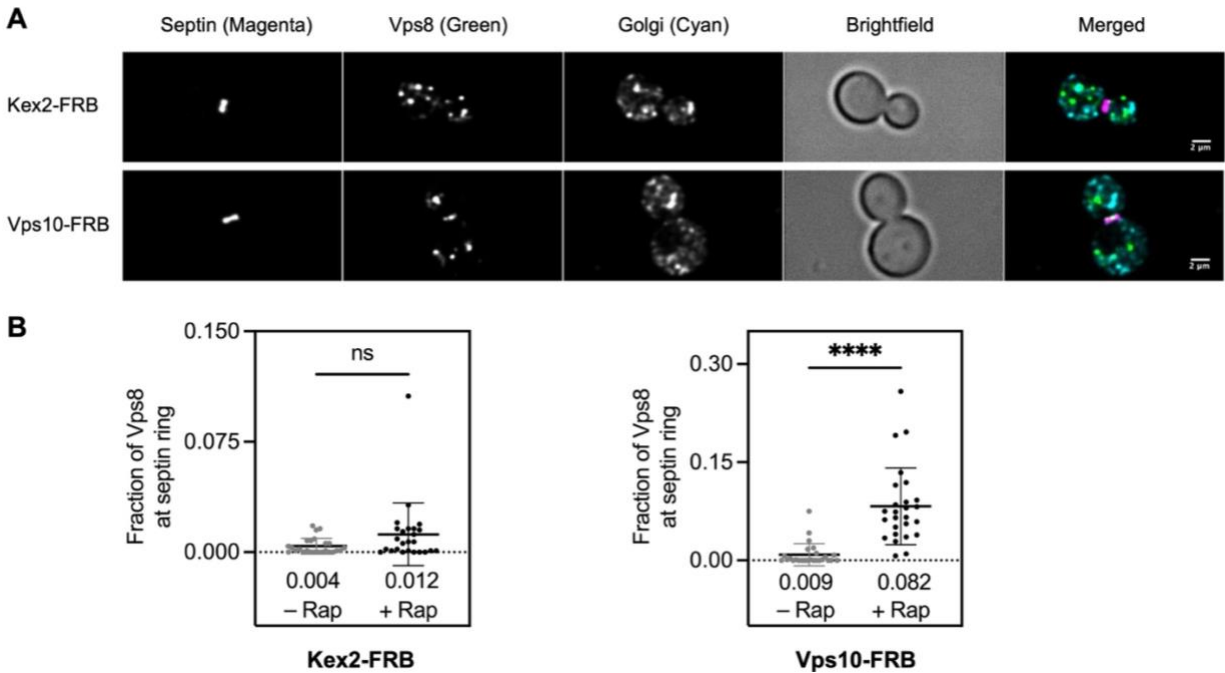 A
Septin (Magenta) Vps8 (Green) Golgi (Cyan) Brightfield Merged
Kex2-FRB
2 μm
Vps10-FRB
2 μm
B
0.150
0.075
0.000
Fraction of Vps8
at septin ring
ns
0.004 0.012
– Rap + Rap
Kex2-FRB
0.30
0.15
0.00
Fraction of Vps8
at septin ring
****
0.009 0.082
– Rap + Rap
Vps10-FRB